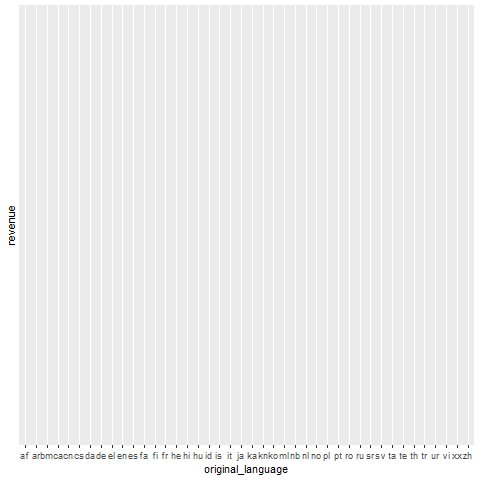 revenue
af ar bm ca cn cs da de el en es fa fi fr he hi hu id is it ja ka kn ko ml nb nl no pl pt ro ru sr sv ta te th tr ur vi xx zh
original_language